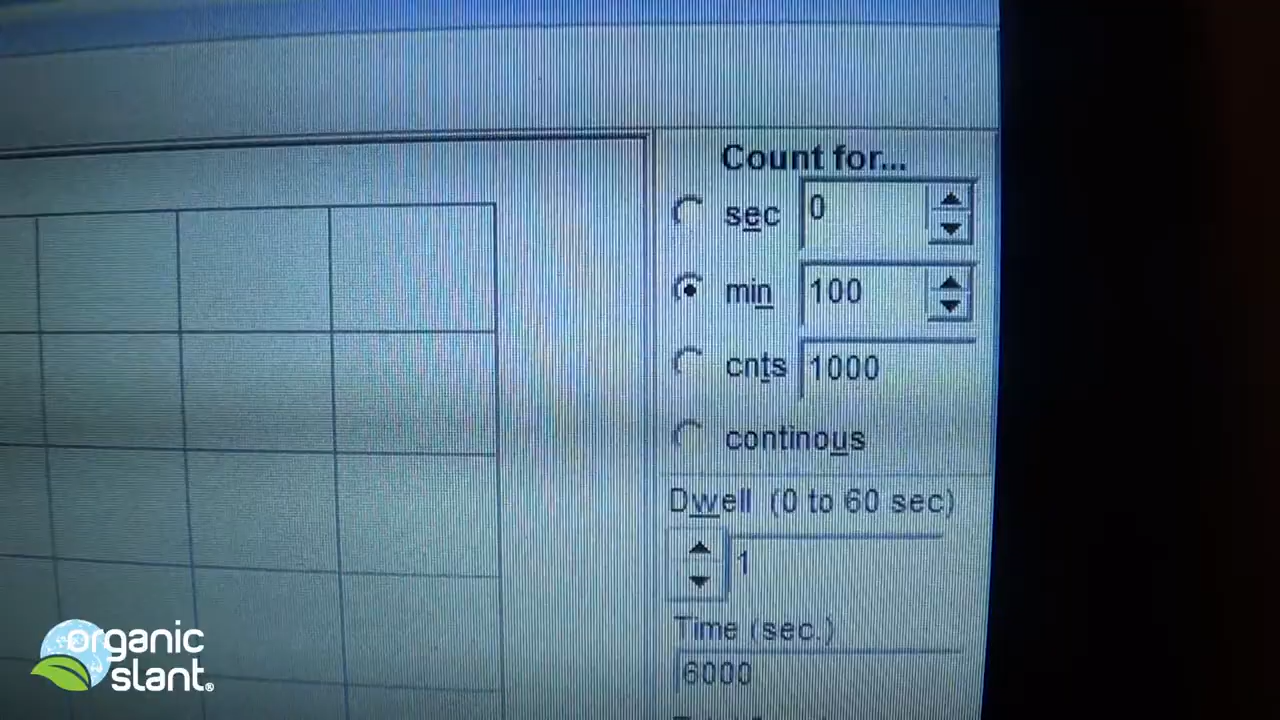 Count for...
sec 0
min 100
cnts 1000
continous
Dwell (0 to 60 sec)
1
Time (sec.)
6000
organic
slant.®